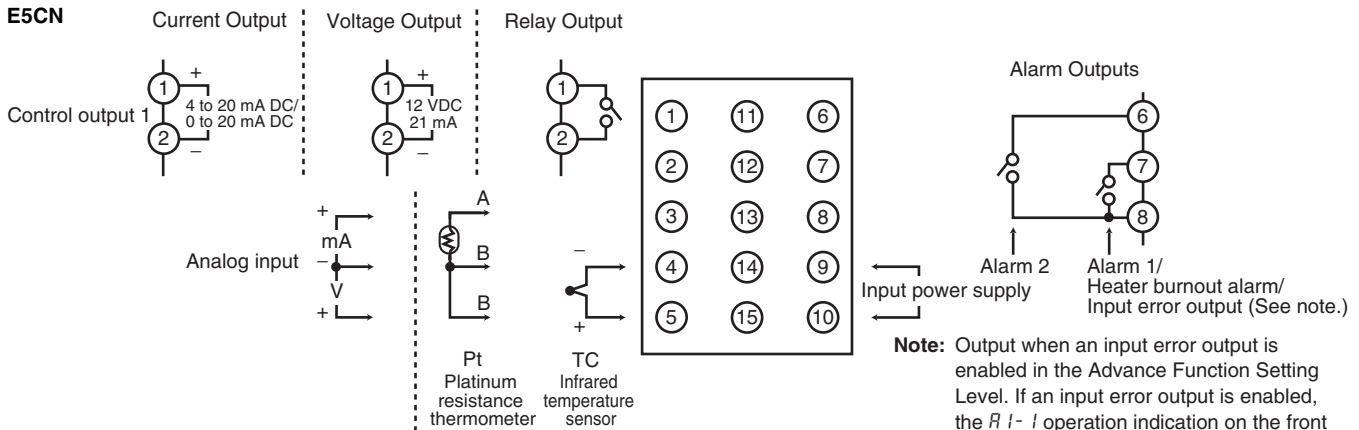 E5CN
Current Output
Voltage Output
Relay Output
Control output 1
1
+
4 to 20 mA DC/
0 to 20 mA DC
2
–
1
+
12 VDC
21 mA
2
–
1
2
1 11 6
2 12 7
3 13 8
4 14 9
5 15 10
Analog input
+
mA
–
V
+
A
B
B
Pt
Platinum
resistance
thermometer
–
+
TC
Infrared
temperature
sensor
Input power supply
Alarm Outputs
6
7
8
Alarm 2
Alarm 1/
Heater burnout alarm/
Input error output (See note.)
Note: Output when an input error output is
enabled in the Advance Function Setting
Level. If an input error output is enabled,
the A1-1 operation indication on the front